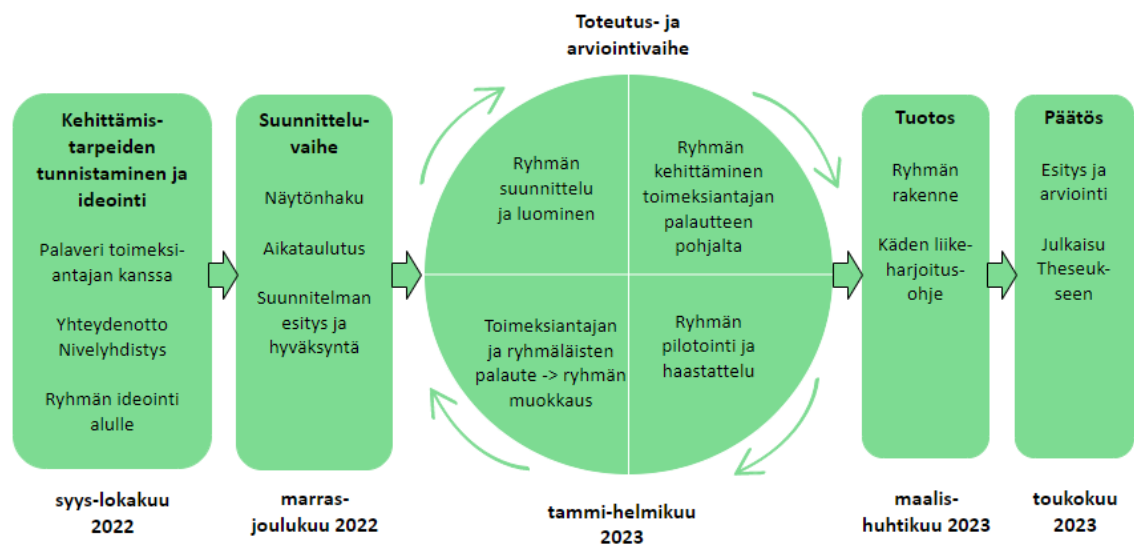 Toteutus- ja
arviointivaihe
Kehittämis-
tarpeiden
tunnistaminen ja
ideointi
Palaveri toimeksi-
antajan kanssa
Yhteydenotto
Nivelyhdistys
Ryhmän ideointi
alulle
syys-lokakuu
2022
Suunnittelu-
vaihe
Näytönhaku
Aikataulutus
Suunnitelman
esitys ja
hyväksyntä
marras-
joulukuu 2022
Ryhmän
suunnittelu
ja luominen
Ryhmän
kehittäminen
toimeksiantajan
palautteen
pohjalta
Toimeksiantajan
ja ryhmäläisten
palaute -> ryhmän
muokkaus
Ryhmän
pilotointi ja
haastattelu
tammi-helmikuu
2023
Tuotos
Ryhmän
rakenne
Käden liike-
harjoitus-
ohje
maalis-
huhtikuu 2023
Päätös
Esitys ja
arviointi
Julkaisu
Theseuk-
seen
toukokuu
2023